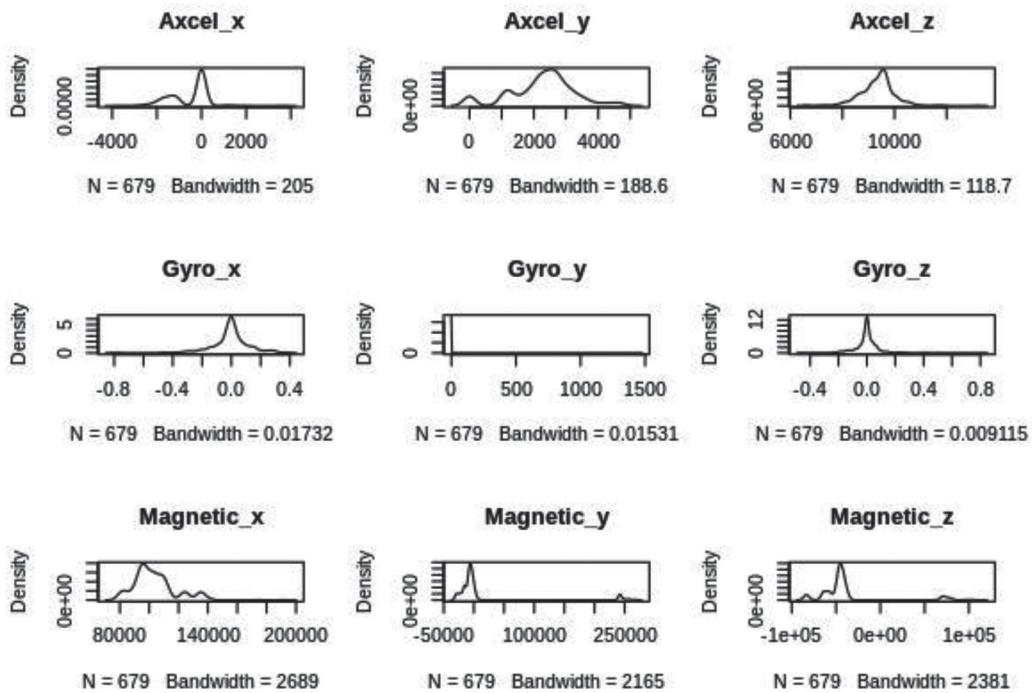 Axcel_x Axcel_y Axcel_z
Density Density Density
0.0000 0e+00 0e+00
-4000 0 2000 0 2000 4000 6000 10000
N = 679 Bandwidth = 205 N = 679 Bandwidth = 188.6 N = 679 Bandwidth = 118.7
Gyro_x Gyro_y Gyro_z
Density Density Density
5 12
0 0 0
-0.8 -0.4 0.0 0.4 0 500 1000 1500 -0.4 0.0 0.4 0.8
N = 679 Bandwidth = 0.01732 N = 679 Bandwidth = 0.01531 N = 679 Bandwidth = 0.009115
Magnetic_x Magnetic_y Magnetic_z
Density Density Density
0e+00 0e+00 0e+00
80000 140000 200000 -50000 100000 250000 -1e+05 0e+00 1e+05
N = 679 Bandwidth = 2689 N = 679 Bandwidth = 2165 N = 679 Bandwidth = 2381